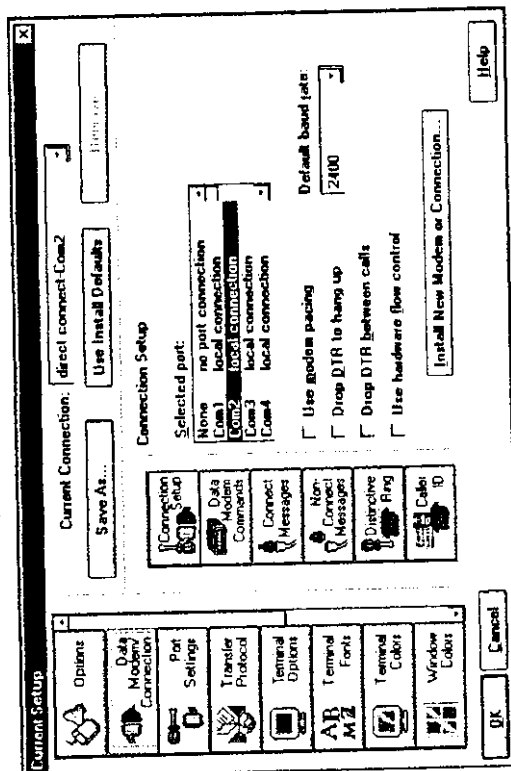 Current Setup
Current Connection:
direct connect-Com2
Save As...
Use Install Defaults
Options
Data
Modem/
Connection
Port
Settings
Transfer
Protocol
Terminal
Options
Terminal
Fonts
Terminal
Colors
Window
Colors
Connection
Setup
Data
Modem
Commands
Connect
Messages
Non-
Connect
Messages
Distinctive
Ring
Caller
ID
Connection Setup
Selected port:
None no port connection
Com1 local connection
Com2 local connection
Com3 local connection
Com4 local connection
Use modem pacing
Drop DTR to hang up
Drop DTR between calls
Use hardware flow control
Default baud rate:
2400
Install New Modem or Connection...
OK
Cancel
Help